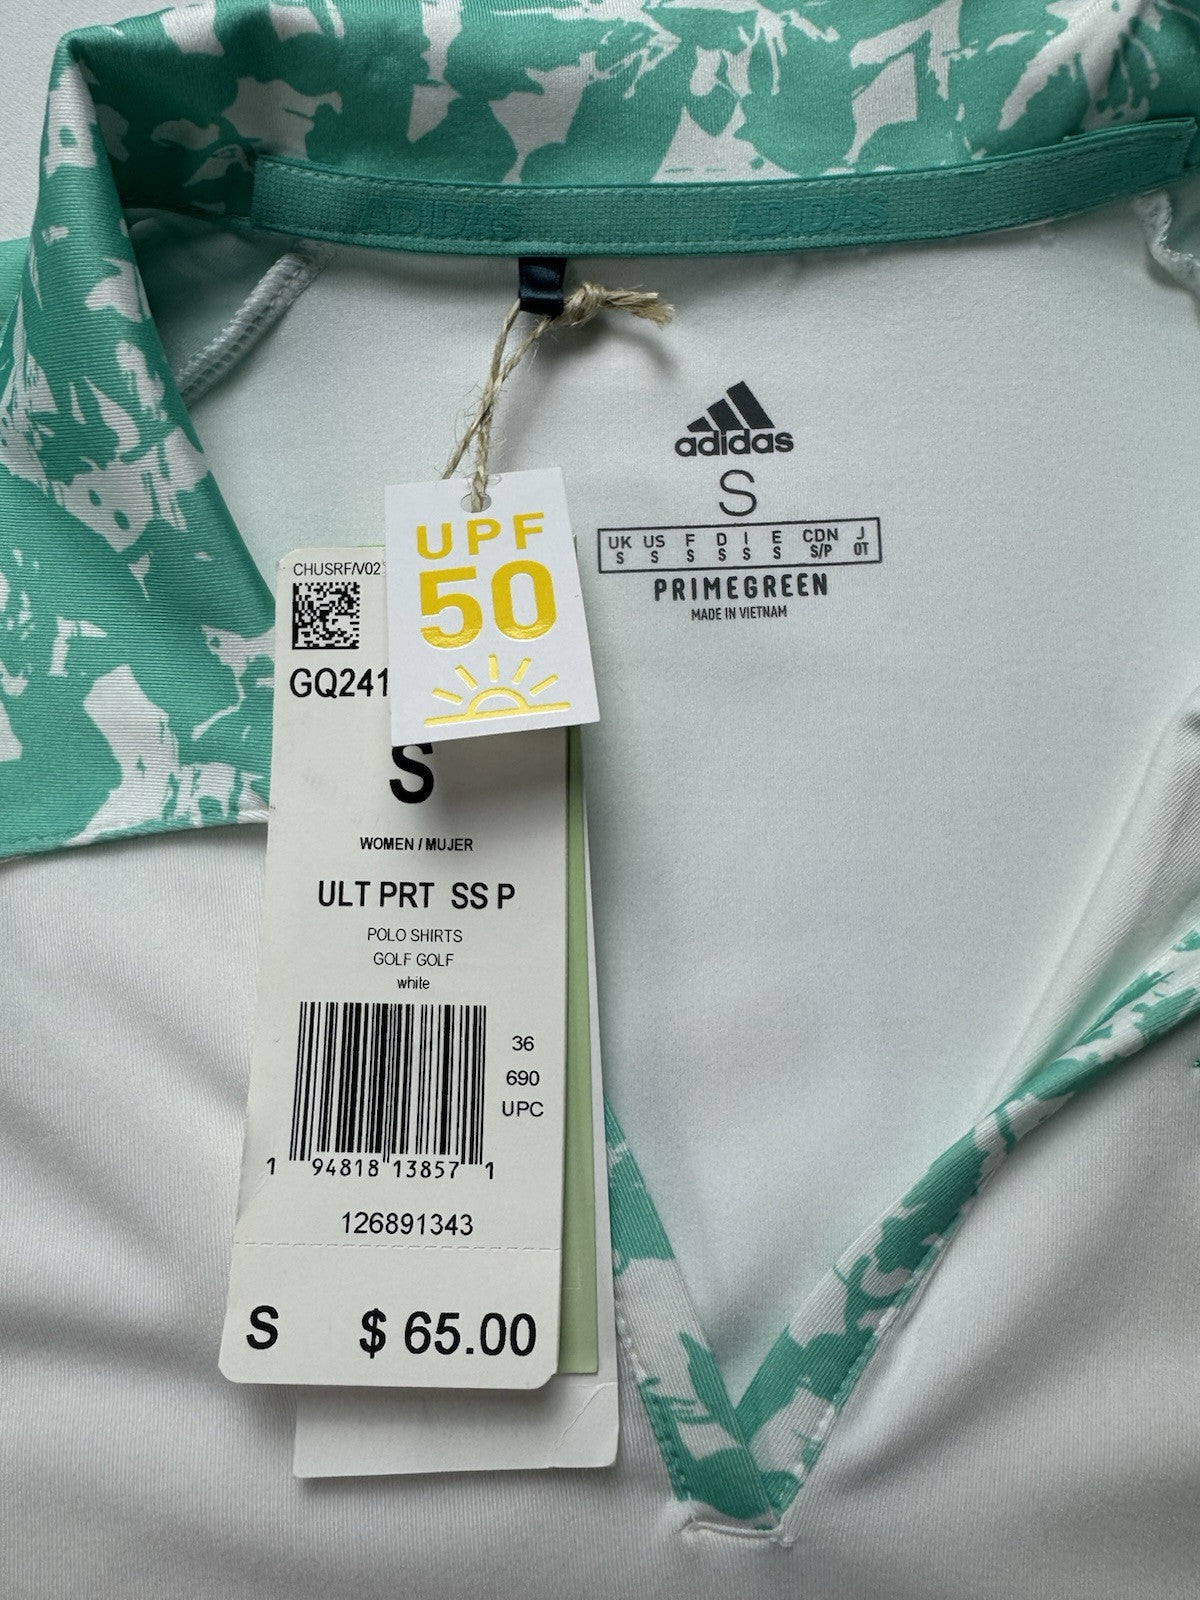 ADIDAS ADIDAS
adidas
S
UK US F D I E CDN J
S S S S S S S/P OT
PRIMEGREEN
MADE IN VIETNAM
UPF
50
CHUSRF/V02
S
WOMEN / MUJER
ULT PRT SS P
POLO SHIRTS
GOLF GOLF
white
36
690
UPC
1 94818 13857 1
126891343
S $ 65.00